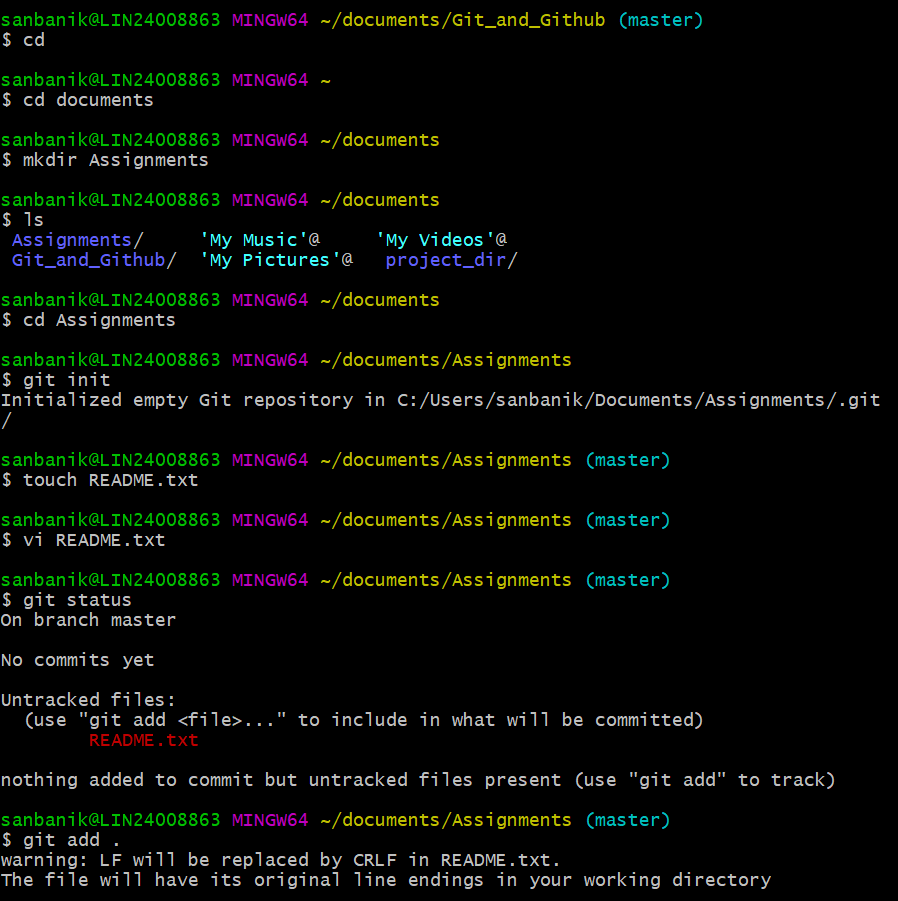 sanbanik@LIN24008863 MINGW64 ~/documents/Git_and_Github (master)
$ cd

sanbanik@LIN24008863 MINGW64 ~
$ cd documents

sanbanik@LIN24008863 MINGW64 ~/documents
$ mkdir Assignments

sanbanik@LIN24008863 MINGW64 ~/documents
$ ls
 Assignments/     'My Music'@     'My Videos'@
 Git_and_Github/  'My Pictures'@   project_dir/

sanbanik@LIN24008863 MINGW64 ~/documents
$ cd Assignments

sanbanik@LIN24008863 MINGW64 ~/documents/Assignments
$ git init
Initialized empty Git repository in C:/Users/sanbanik/Documents/Assignments/.git
/

sanbanik@LIN24008863 MINGW64 ~/documents/Assignments (master)
$ touch README.txt

sanbanik@LIN24008863 MINGW64 ~/documents/Assignments (master)
$ vi README.txt

sanbanik@LIN24008863 MINGW64 ~/documents/Assignments (master)
$ git status
On branch master

No commits yet

Untracked files:
  (use "git add <file>..." to include in what will be committed)
        README.txt

nothing added to commit but untracked files present (use "git add" to track)

sanbanik@LIN24008863 MINGW64 ~/documents/Assignments (master)
$ git add .
warning: LF will be replaced by CRLF in README.txt.
The file will have its original line endings in your working directory